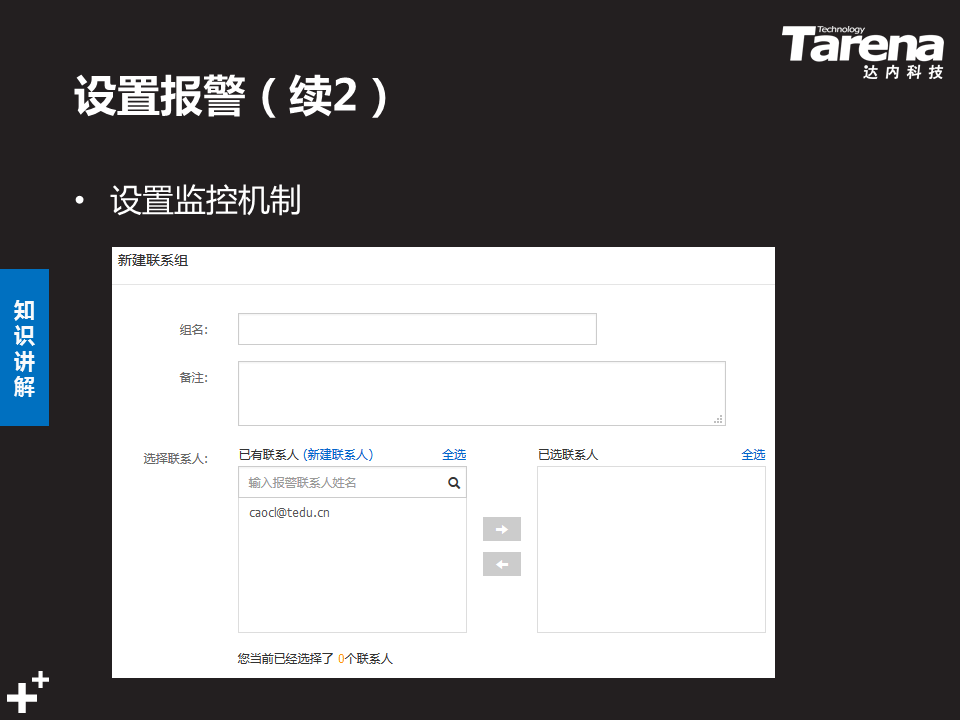 Technology
Tarena
达内科技
设置报警（续2）
• 设置监控机制
知识讲解
新建联系组
组名:
备注:
选择联系人:
已有联系人 (新建联系人) 全选
已选联系人 全选
输入报警联系人姓名
caocl@tedu.cn
您当前已经选择了 0个联系人